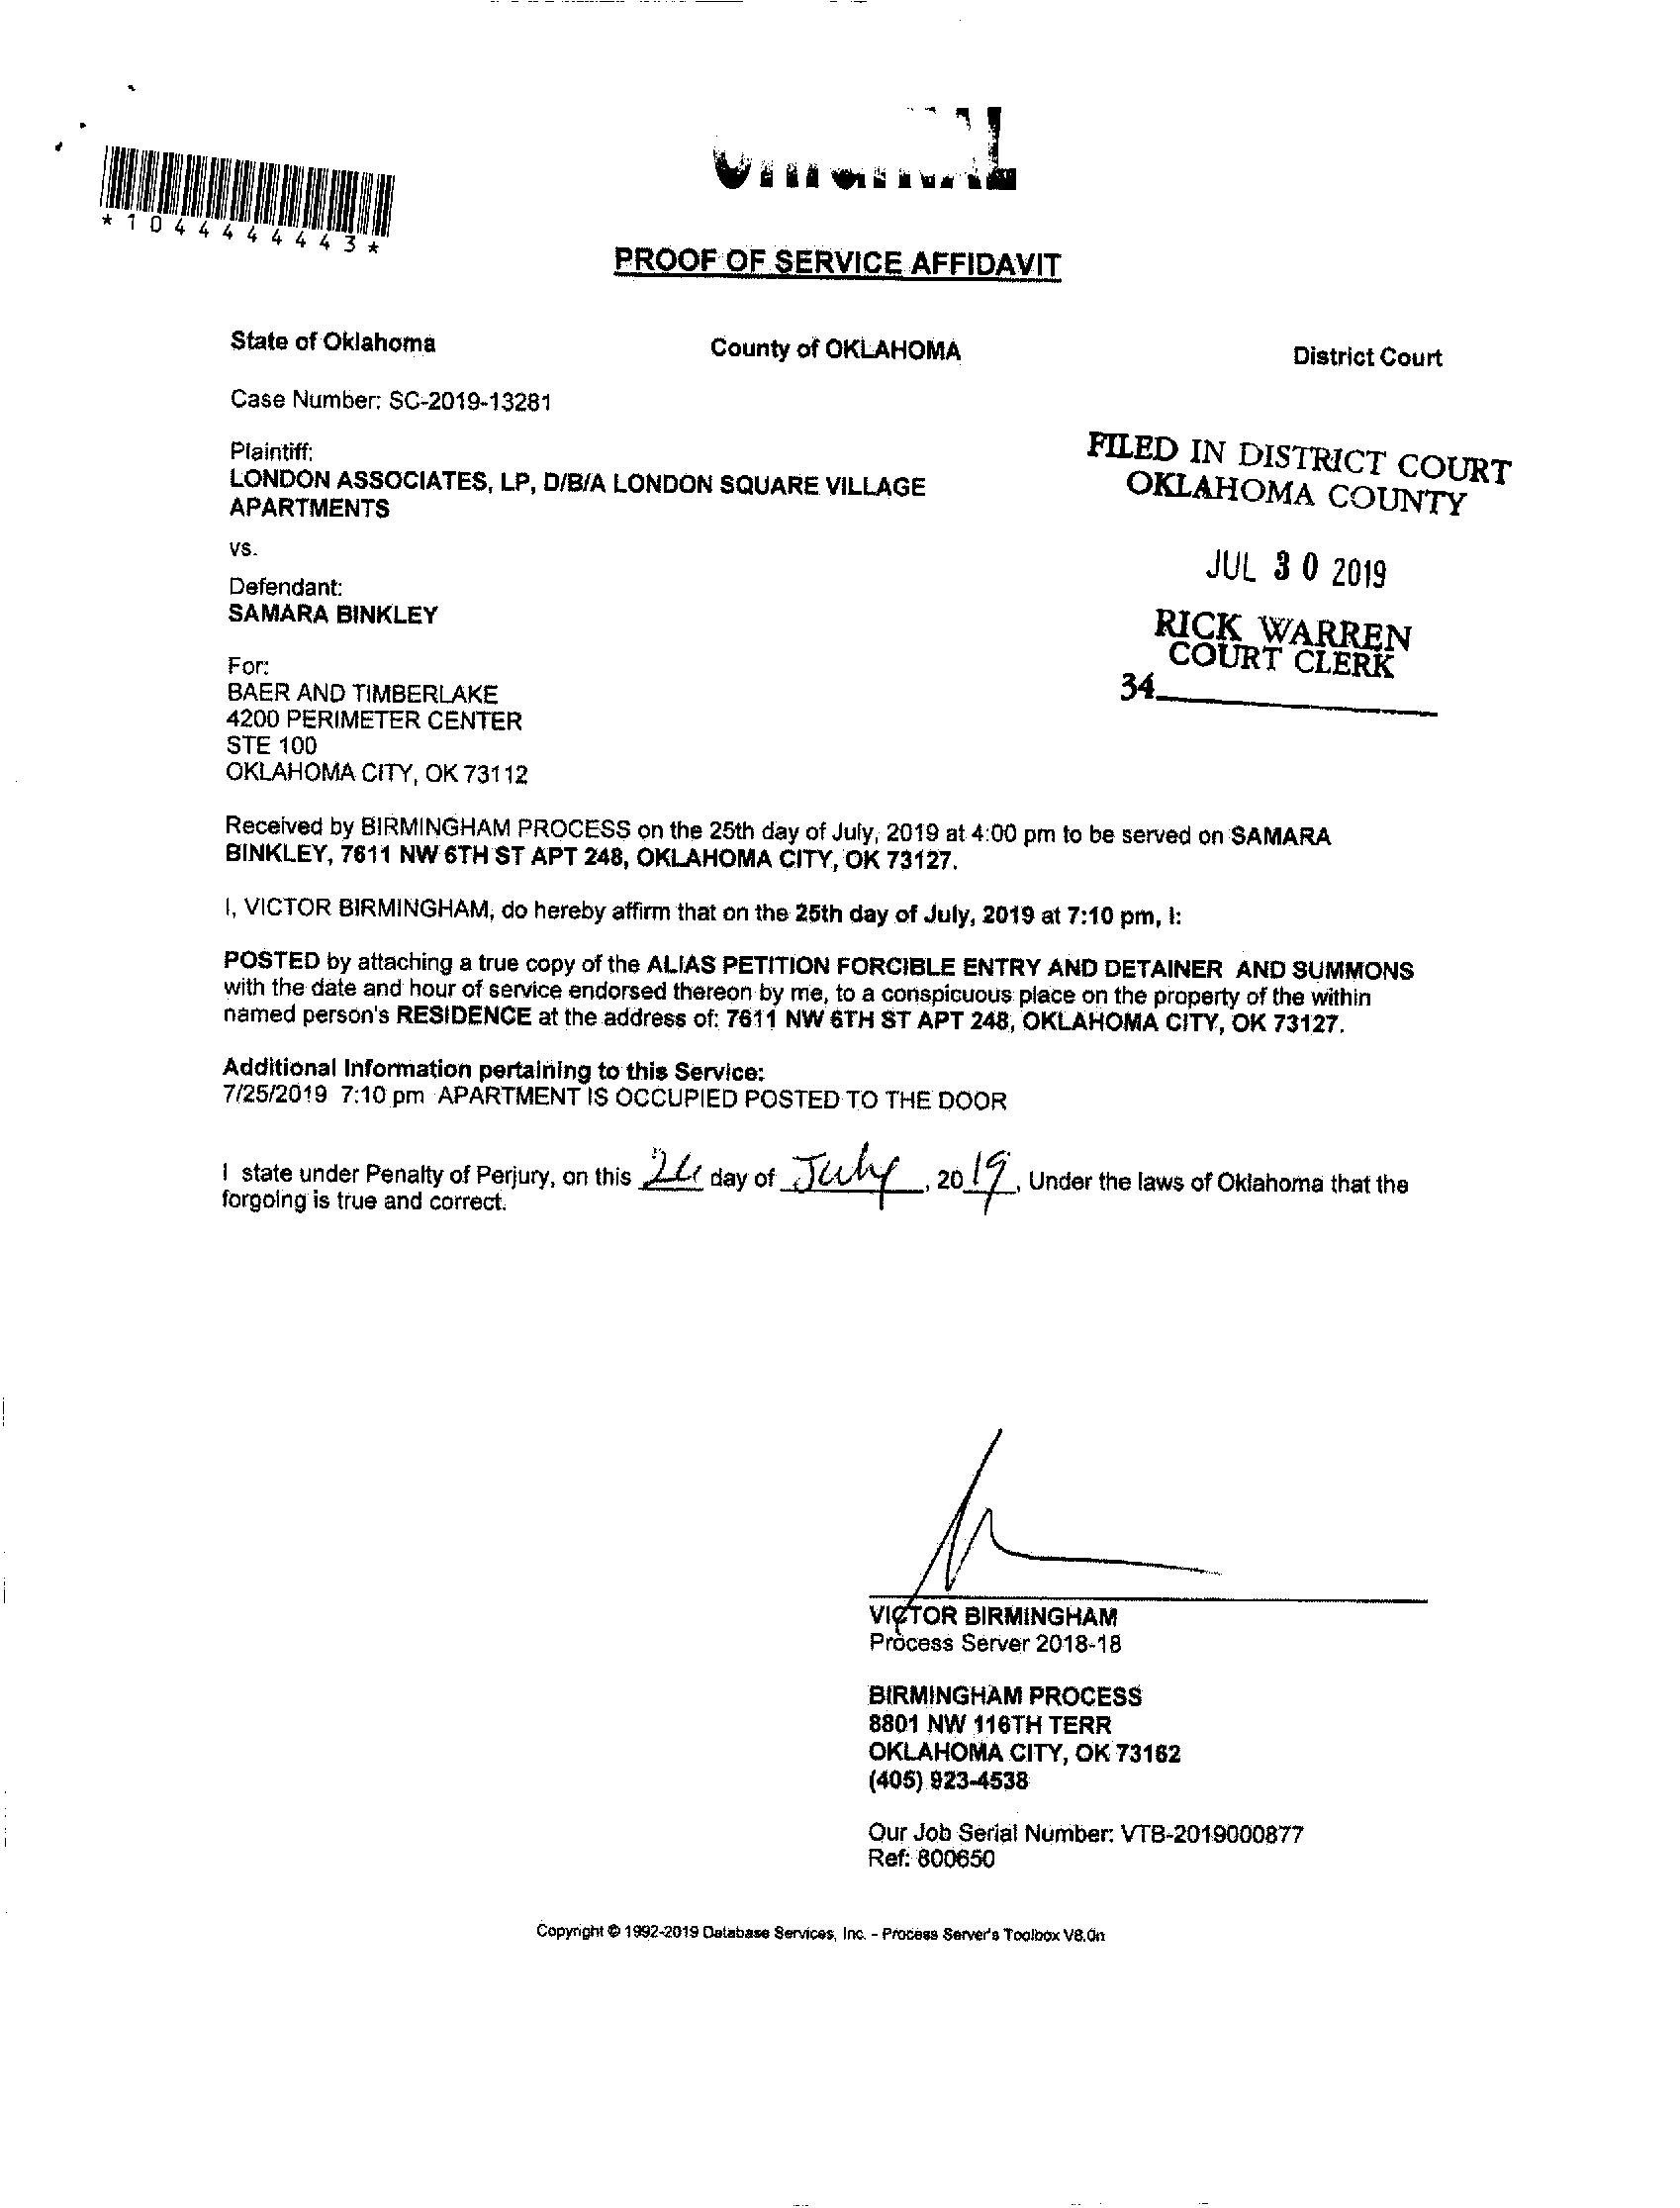 *1044444443*
PROOF OF SERVICE AFFIDAVIT
State of Oklahoma County of OKLAHOMA District Court
Case Number: SC-2019-13281
Plaintiff:
LONDON ASSOCIATES, LP, D/B/A LONDON SQUARE VILLAGE
APARTMENTS
vs.
Defendant:
SAMARA BINKLEY
FILED IN DISTRICT COURT
OKLAHOMA COUNTY
JUL 30 2019
RICK WARREN
COURT CLERK
34
For:
BAER AND TIMBERLAKE
4200 PERIMETER CENTER
STE 100
OKLAHOMA CITY, OK 73112
Received by BIRMINGHAM PROCESS on the 25th day of July, 2019 at 4:00 pm to be served on SAMARA
BINKLEY, 7611 NW 6TH ST APT 248, OKLAHOMA CITY, OK 73127.
I, VICTOR BIRMINGHAM, do hereby affirm that on the 25th day of July, 2019 at 7:10 pm, I:
POSTED by attaching a true copy of the ALIAS PETITION FORCIBLE ENTRY AND DETAINER AND SUMMONS
with the date and hour of service endorsed thereon by me, to a conspicuous place on the property of the within
named person's RESIDENCE at the address of: 7611 NW 6TH ST APT 248, OKLAHOMA CITY, OK 73127.
Additional Information pertaining to this Service:
7/25/2019 7:10 pm APARTMENT IS OCCUPIED POSTED TO THE DOOR
I state under Penalty of Perjury, on this day of July, 2019, Under the laws of Oklahoma that the
forgoing is true and correct.
VICTOR BIRMINGHAM
Process Server 2018-18
BIRMINGHAM PROCESS
8801 NW 116TH TERR
OKLAHOMA CITY, OK 73162
(405) 923-4538
Our Job Serial Number: VTB-2019000877
Ref: 800650
Copyright © 1992-2019 Database Services, Inc. - Process Server's Toolbox V8.0n